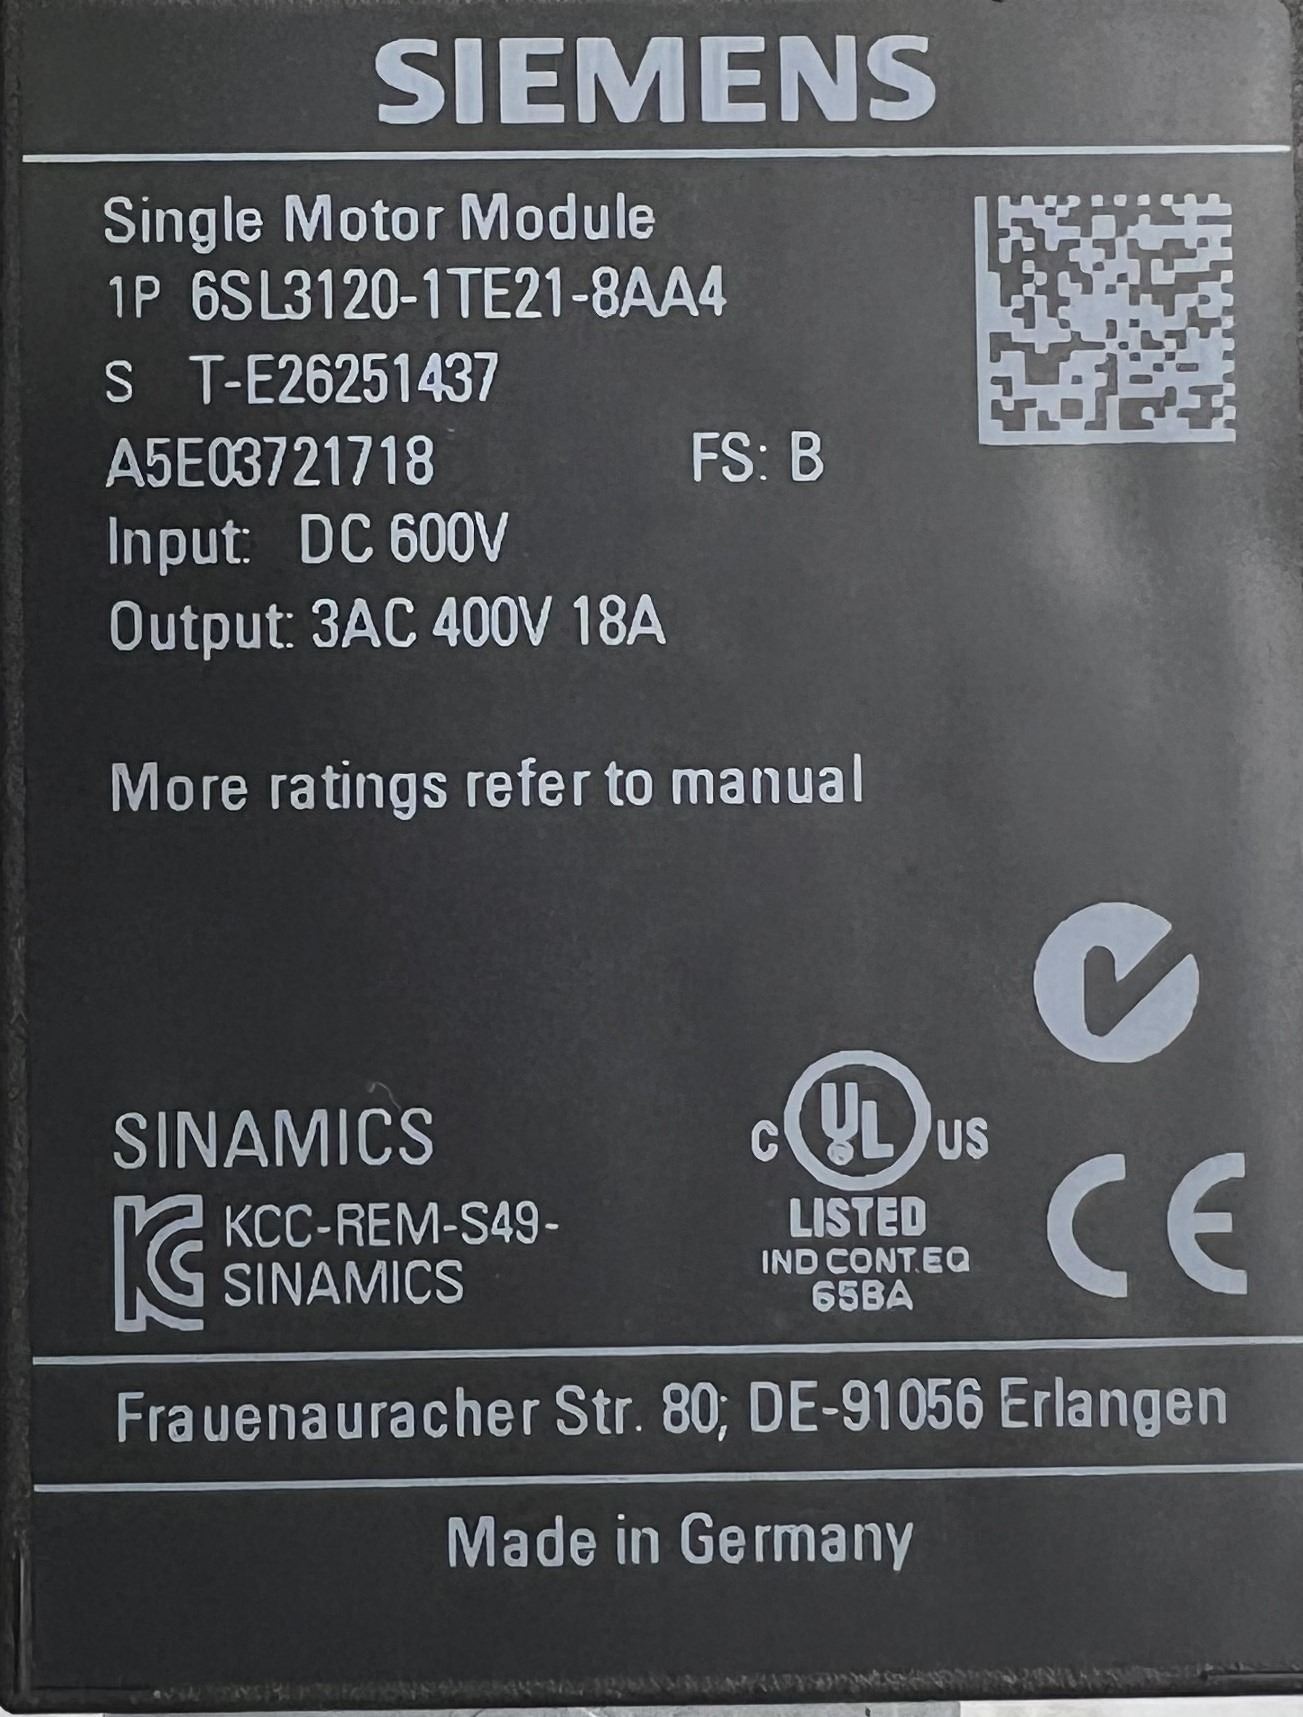 SIEMENS
Single Motor Module
1P 6SL3120-1TE21-8AA4
S T-E26251437
A5E03721718 FS: B
Input: DC 600V
Output: 3AC 400V 18A
More ratings refer to manual
SINAMICS
KCC-REM-S49-
SINAMICS
C UL ® US
LISTED
IND CONT.EQ
65BA
CE
Frauenauracher Str. 80; DE-91056 Erlangen
Made in Germany